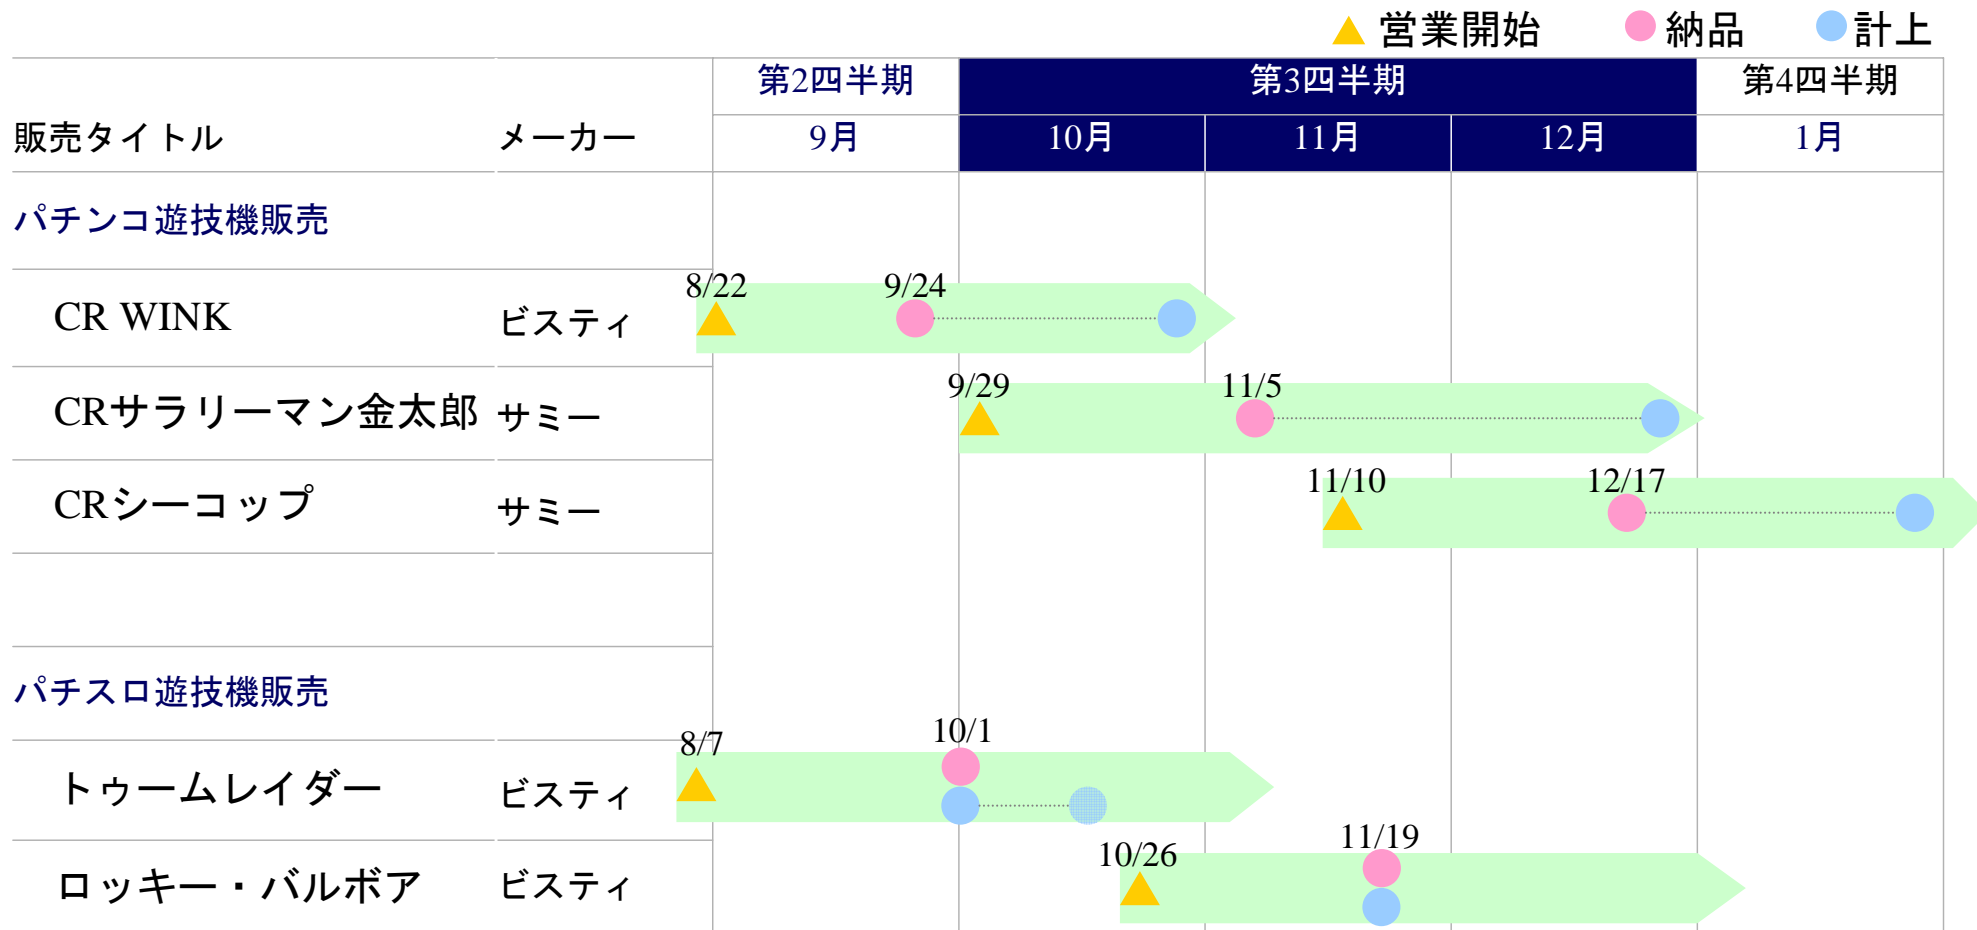 営業開始 納品 計上
第2四半期 第3四半期 第4四半期
販売タイトル メーカー 9月 10月 11月 12月 1月
パチンコ遊技機販売
8/22 9/24
CR WINK ビスティ
9/29 11/5
CRサラリーマン金太郎 サミー
11/10 12/17
CRシーコップ サミー
パチスロ遊技機販売
8/7 10/1
トゥームレイダー ビスティ
10/26 11/19
ロッキー・バルボア ビスティ